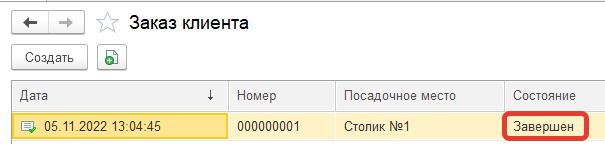 Заказ клиента
Создать
Дата ↓ Номер Посадочное место Состояние
05.11.2022 13:04:45 000000001 Столик №1 Завершен